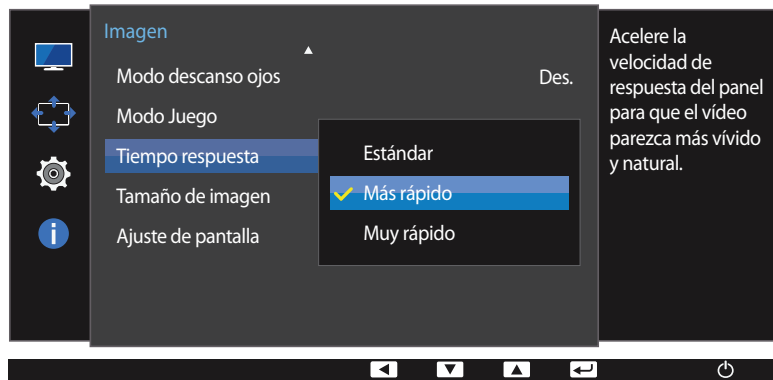 Imagen
Modo descanso ojos Des.
Modo Juego
Tiempo respuesta
Tamaño de imagen
Ajuste de pantalla
Estándar
Más rápido
Muy rápido
Acelere la
velocidad de
respuesta del panel
para que el vídeo
parezca más vívido
y natural.